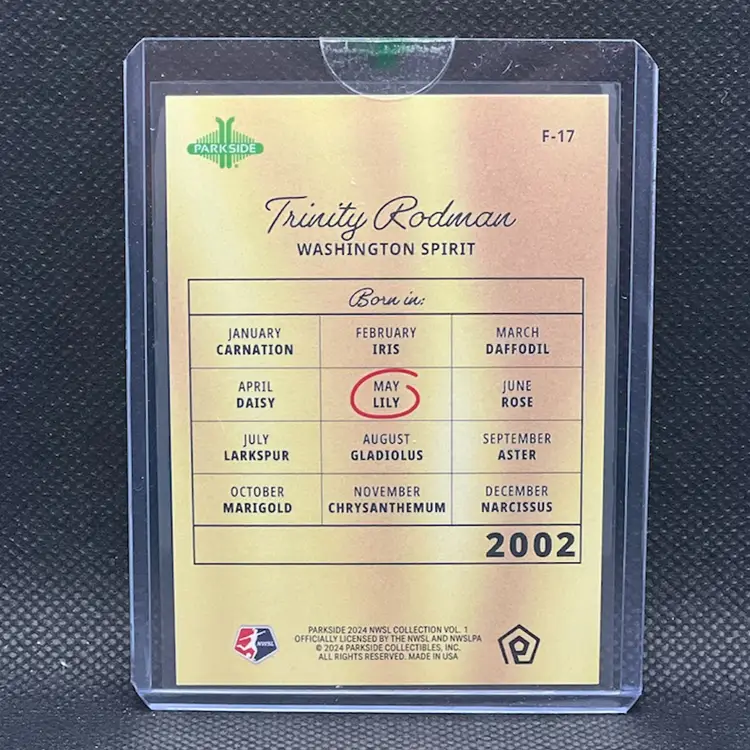 PARKSIDE
F-17
Trinity Rodman
WASHINGTON SPIRIT
Born in:
JANUARY
CARNATION
FEBRUARY
IRIS
MARCH
DAFFODIL
APRIL
DAISY
MAY
LILY
JUNE
ROSE
JULY
LARKSPUR
AUGUST
GLADIOLUS
SEPTEMBER
ASTER
OCTOBER
MARIGOLD
NOVEMBER
CHRYSANTHEMUM
DECEMBER
NARCISSUS
2002
NWSL
PARKSIDE 2024 NWSL COLLECTION VOL. 1
OFFICIALLY LICENSED BY THE NWSL AND NWSLPA
© 2024 PARKSIDE COLLECTIBLES, INC.
ALL RIGHTS RESERVED. MADE IN USA